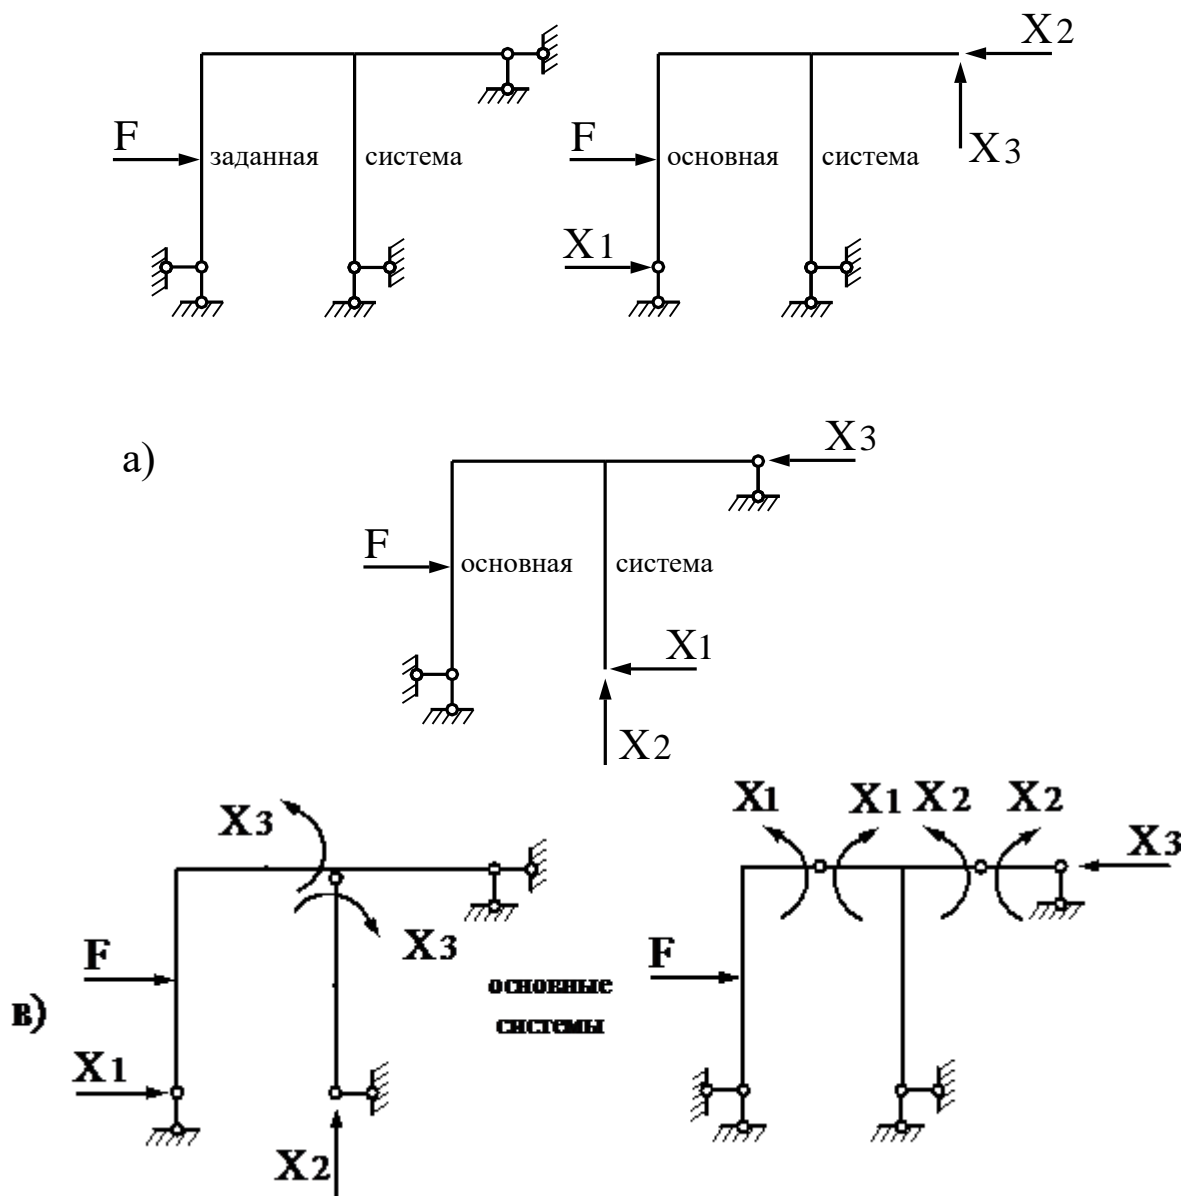 X2
F заданная система F основная система X3
X1
а) X3
F основная система
X1
X2
X3 X1 X1 X2 X2 X3
X3
F основные F
в) системы
X1
X2